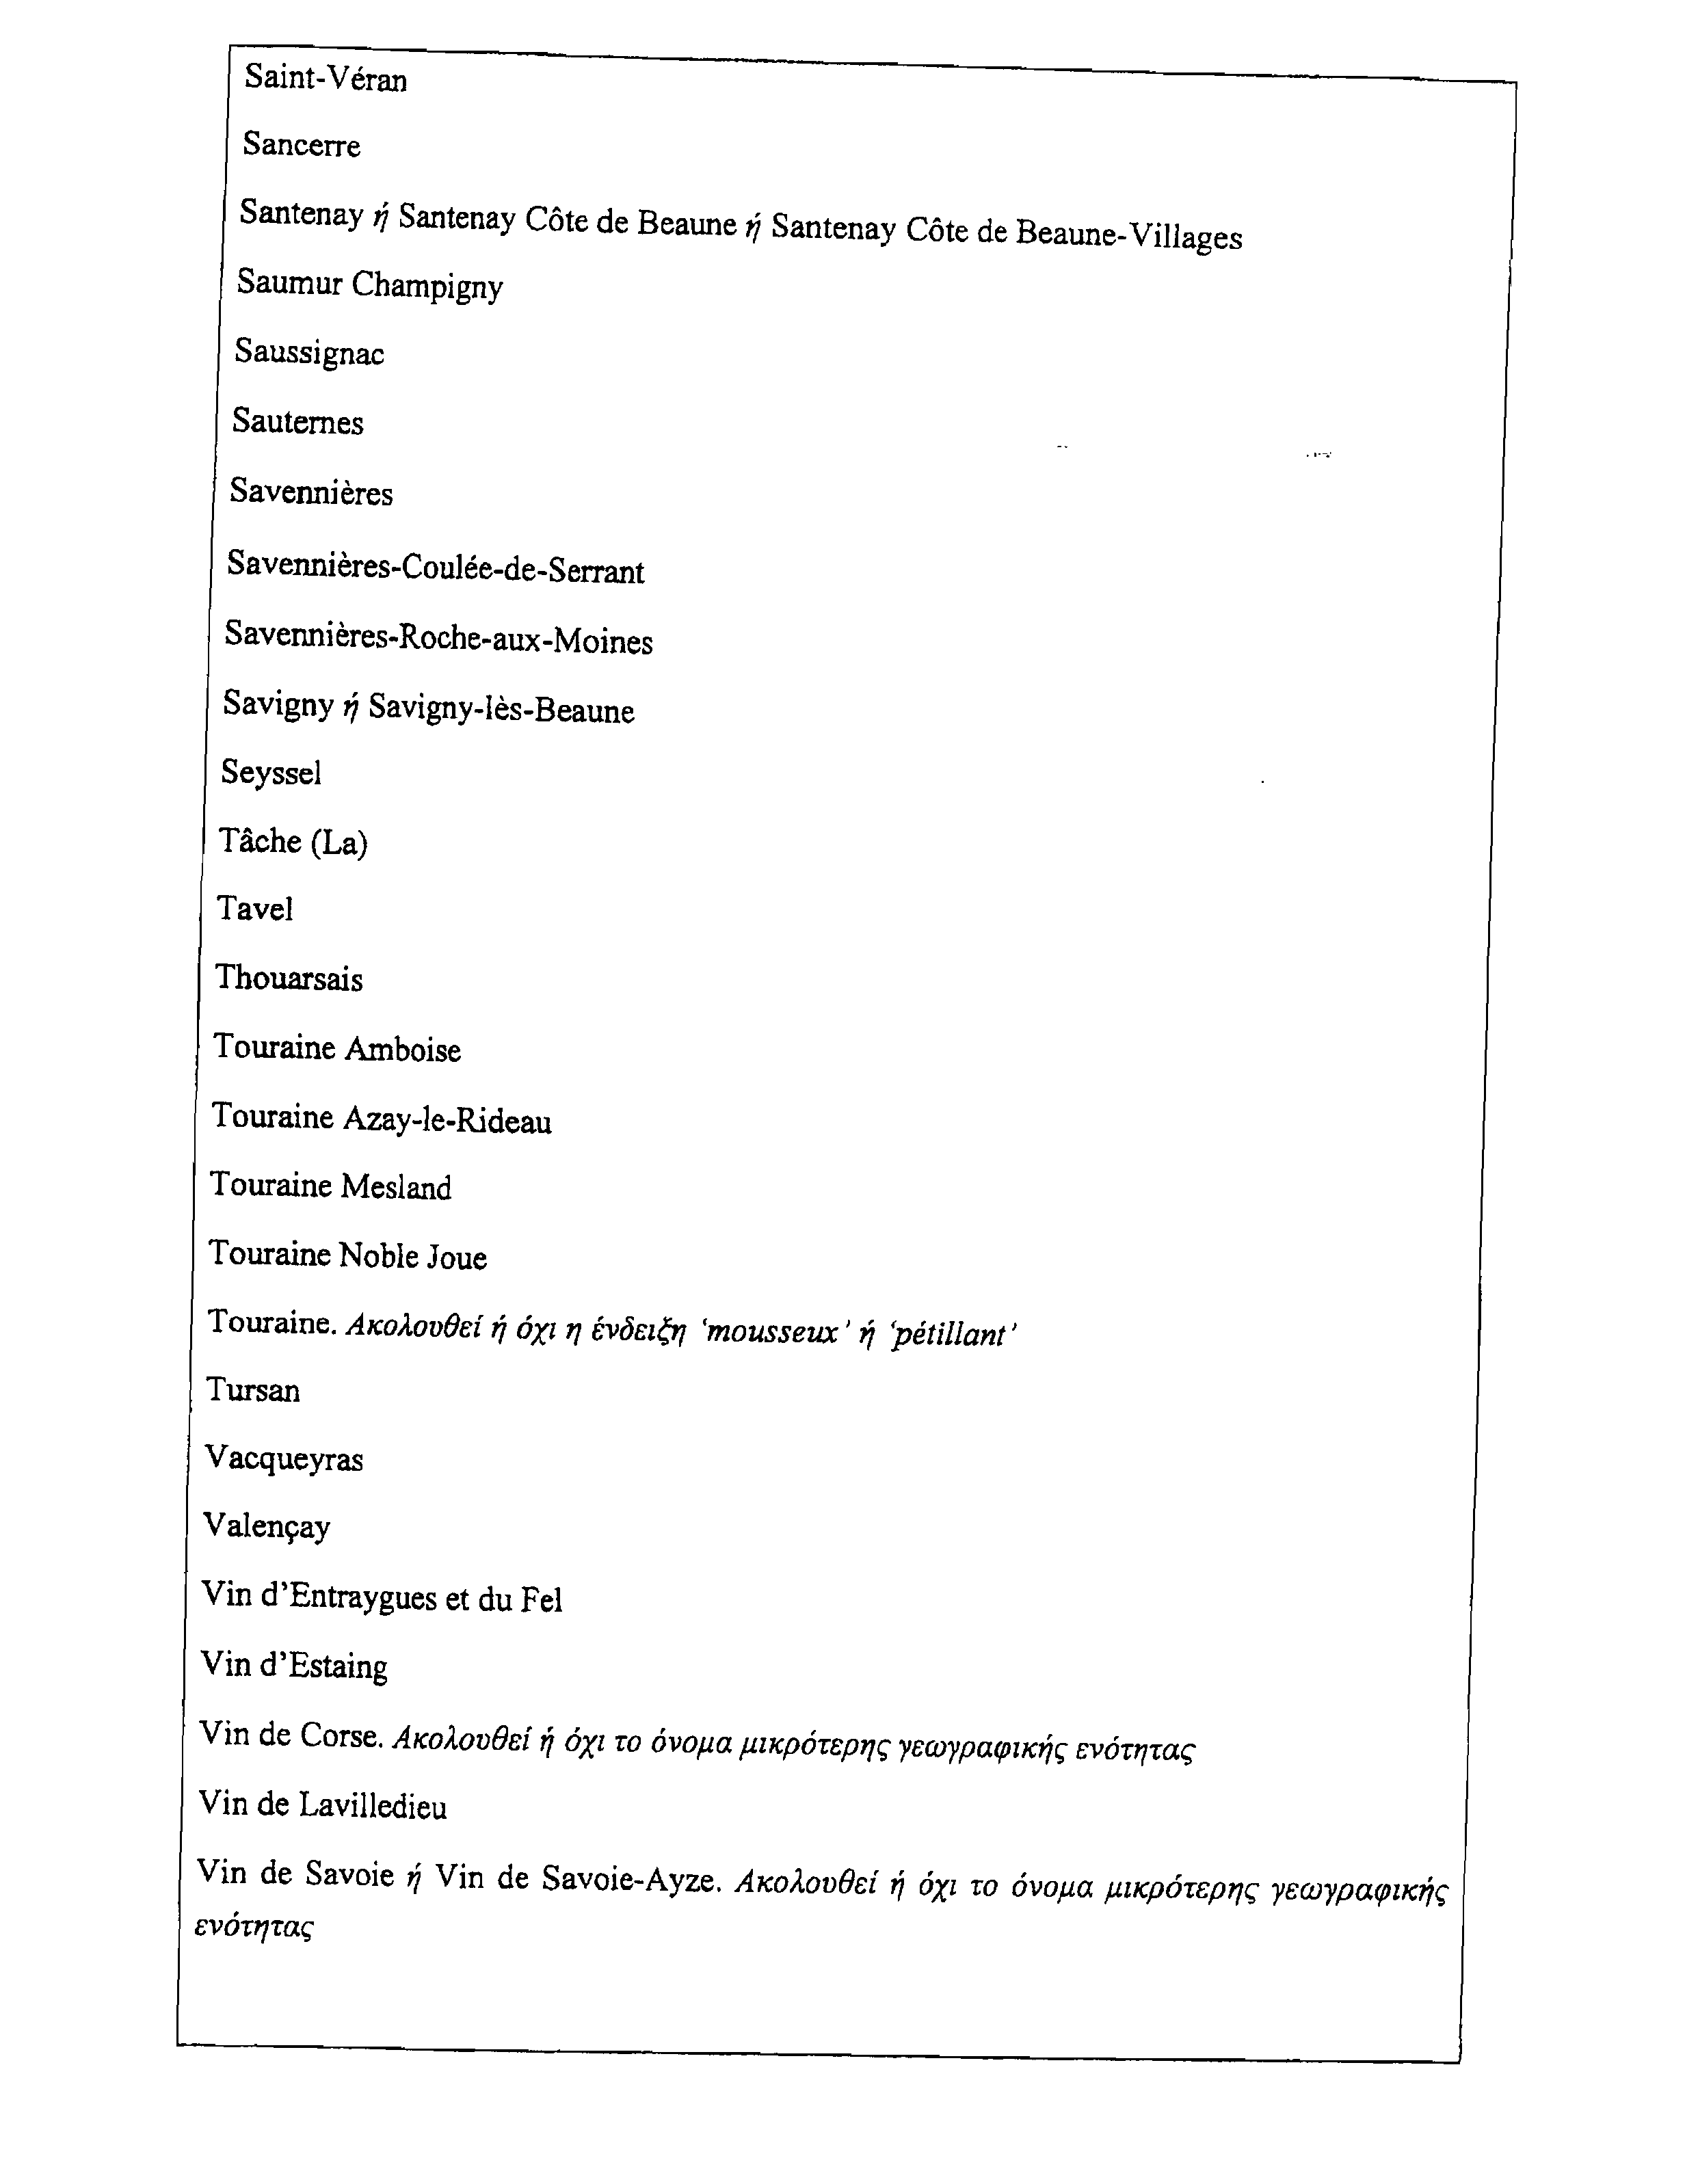 Saint-Véran
Sancerre
Santenay ή Santenay Côte de Beaune ή Santenay Côte de Beaune-Villages
Saumur Champigny
Saussignac
Sauternes
Savennières
Savennières-Coulée-de-Serrant
Savennières-Roche-aux-Moines
Savigny ή Savigny-lès-Beaune
Seyssel
Tâche (La)
Tavel
Thouarsais
Touraine Amboise
Touraine Azay-le-Rideau
Touraine Mesland
Touraine Noble Joue
Touraine. Ακολουθεί ή όχι η ένδειξη ‘mousseux’ ή ‘pétillant’
Tursan
Vacqueyras
Valençay
Vin d’Entraygues et du Fel
Vin d’Estaing
Vin de Corse. Ακολουθεί ή όχι το όνομα μικρότερης γεωγραφικής ενότητας
Vin de Lavilledieu
Vin de Savoie ή Vin de Savoie-Ayze. Ακολουθεί ή όχι το όνομα μικρότερης γεωγραφικής
ενότητας